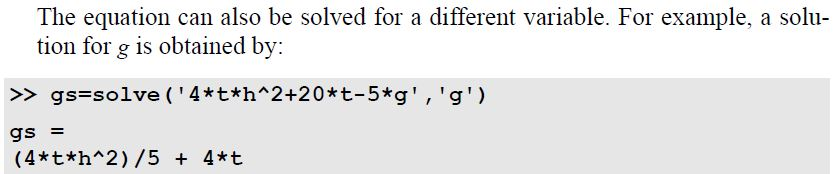 The equation can also be solved for a different variable. For example, a solu-
tion for g is obtained by:
>> gs=solve('4*t*h^2+20*t-5*g','g')
gs =
(4*t*h^2)/5 + 4*t